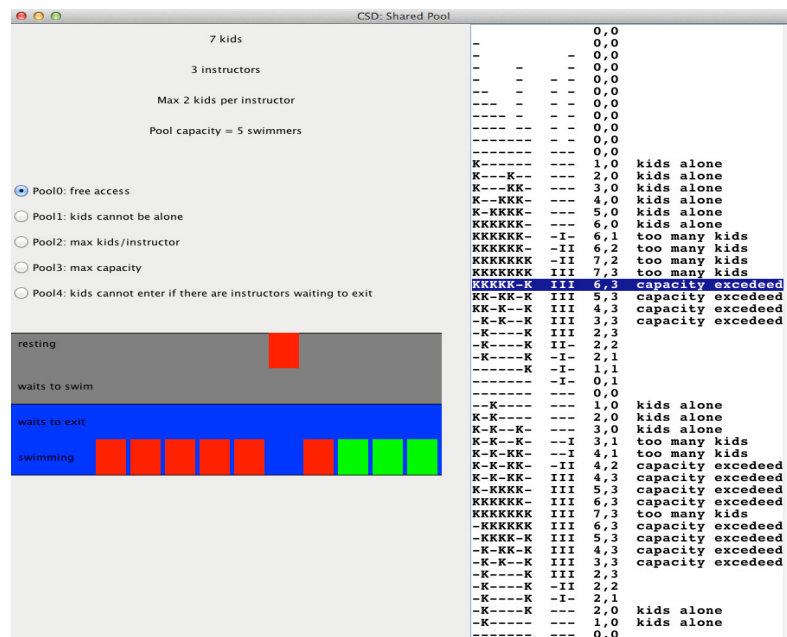 CSD: Shared Pool
7 kids
3 instructors
Max 2 kids per instructor
Pool capacity = 5 swimmers
Pool0: free access
Pool1: kids cannot be alone
Pool2: max kids/instructor
Pool3: max capacity
Pool4: kids cannot enter if there are instructors waiting to exit
resting
waits to swim
waits to exit
swimming
0,0
- 0,0
- - 0,0
- - - 0,0
- - - - 0,0
-- - - - 0,0
--- - - - 0,0
---- - - - 0,0
---- -- - - 0,0
------- - - 0,0
------- --- 0,0
K------ --- 1,0 kids alone
K---K-- --- 2,0 kids alone
K---KK- --- 3,0 kids alone
K--KKK- --- 4,0 kids alone
K-KKKK- --- 5,0 kids alone
KKKKKK- --- 6,0 kids alone
KKKKKK- -I- 6,1 too many kids
KKKKKK- -II 6,2 too many kids
KKKKKKK -II 7,2 too many kids
KKKKKKK III 7,3 too many kids
KKKKK-K III 6,3 capacity excedeed
KK-KK-K III 5,3 capacity excedeed
KK-K--K III 4,3 capacity excedeed
-K-K--K III 3,3 capacity excedeed
-K----K III 2,3
-K----K II- 2,2
-K----K -I- 2,1
------K -I- 1,1
------- -I- 0,1
------- --- 0,0
--K---- --- 1,0 kids alone
K-K---- --- 2,0 kids alone
K-K--K- --- 3,0 kids alone
K-K--K- --I 3,1 too many kids
K-K-KK- --I 4,1 too many kids
K-K-KK- -II 4,2 capacity excedeed
K-K-KK- III 4,3 capacity excedeed
K-KKKK- III 5,3 capacity excedeed
KKKKKK- III 6,3 capacity excedeed
KKKKKKK III 7,3 too many kids
-KKKKKK III 6,3 capacity excedeed
-KKKK-K III 5,3 capacity excedeed
-K-KK-K III 4,3 capacity excedeed
-K-K--K III 3,3 capacity excedeed
-K----K III 2,3
-K----K -II 2,2
-K----K -I- 2,1
-K----K --- 2,0 kids alone
-K----- --- 1,0 kids alone
------- --- 0,0